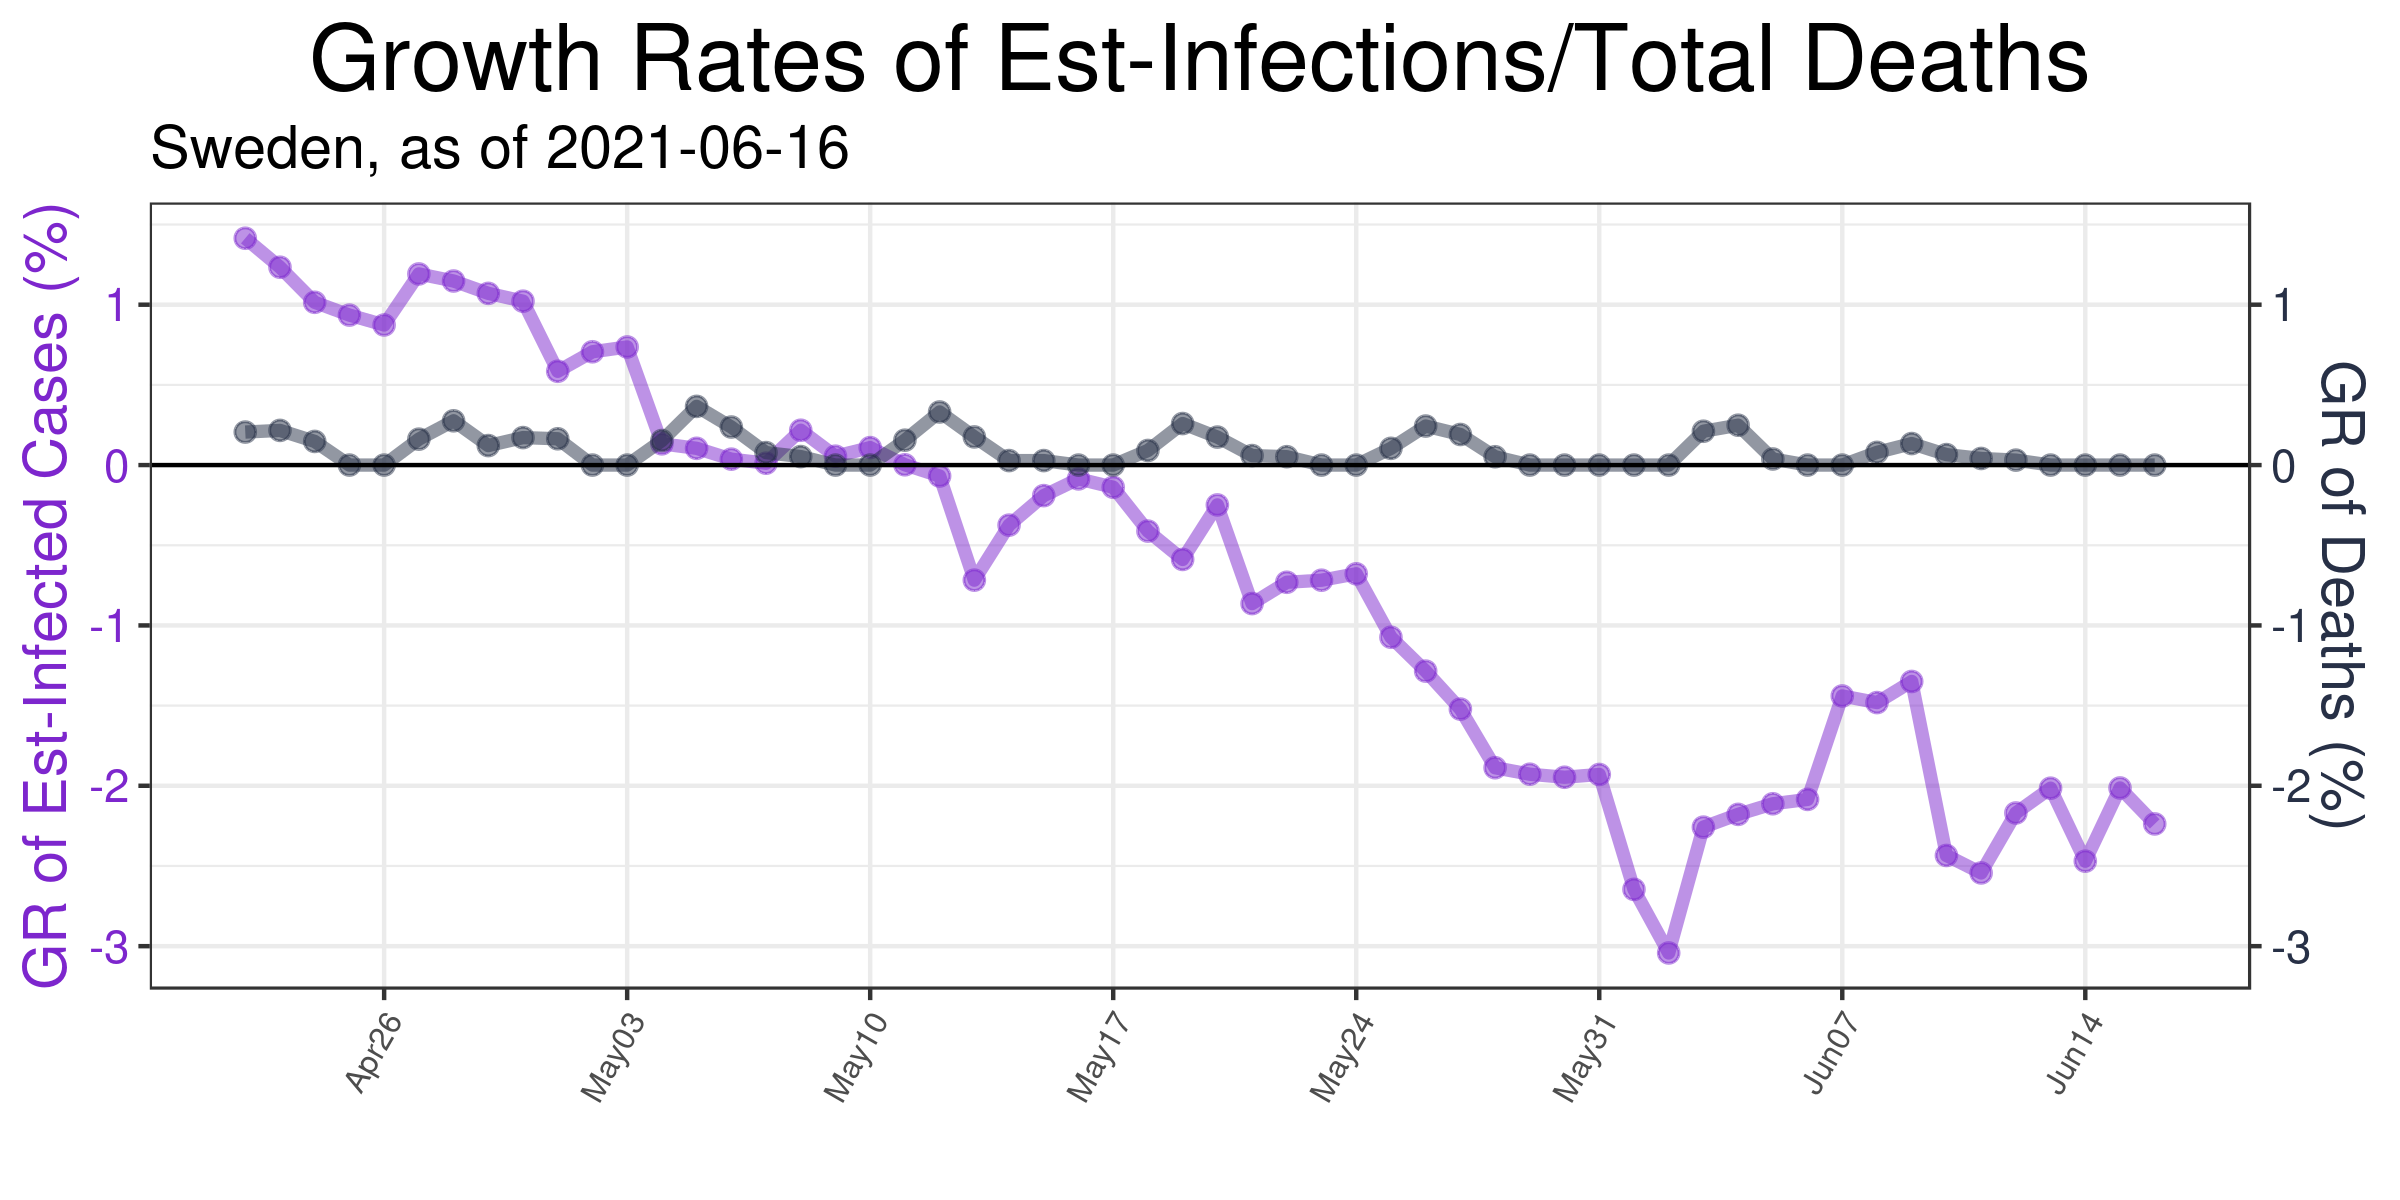 Growth Rates of Est-Infections/Total Deaths
Sweden, as of 2021-06-16
GR of Est-Infected Cases (%)
1
0
-1
-2
-3
1
0
-1
-2
-3
GR of Deaths (%)
Apr26
May03
May10
May17
May24
May31
Jun07
Jun14